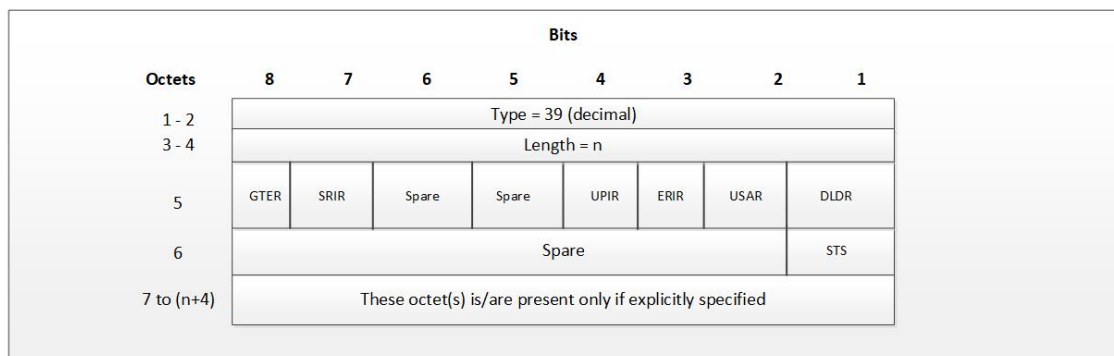 Bits
Octets 8 7 6 5 4 3 2 1
1 - 2 Type = 39 (decimal)
3 - 4 Length = n
5 GTER SRIR Spare Spare UPIR ERIR USAR DLDR
6 Spare STS
7 to (n+4) These octet(s) is/are present only if explicitly specified